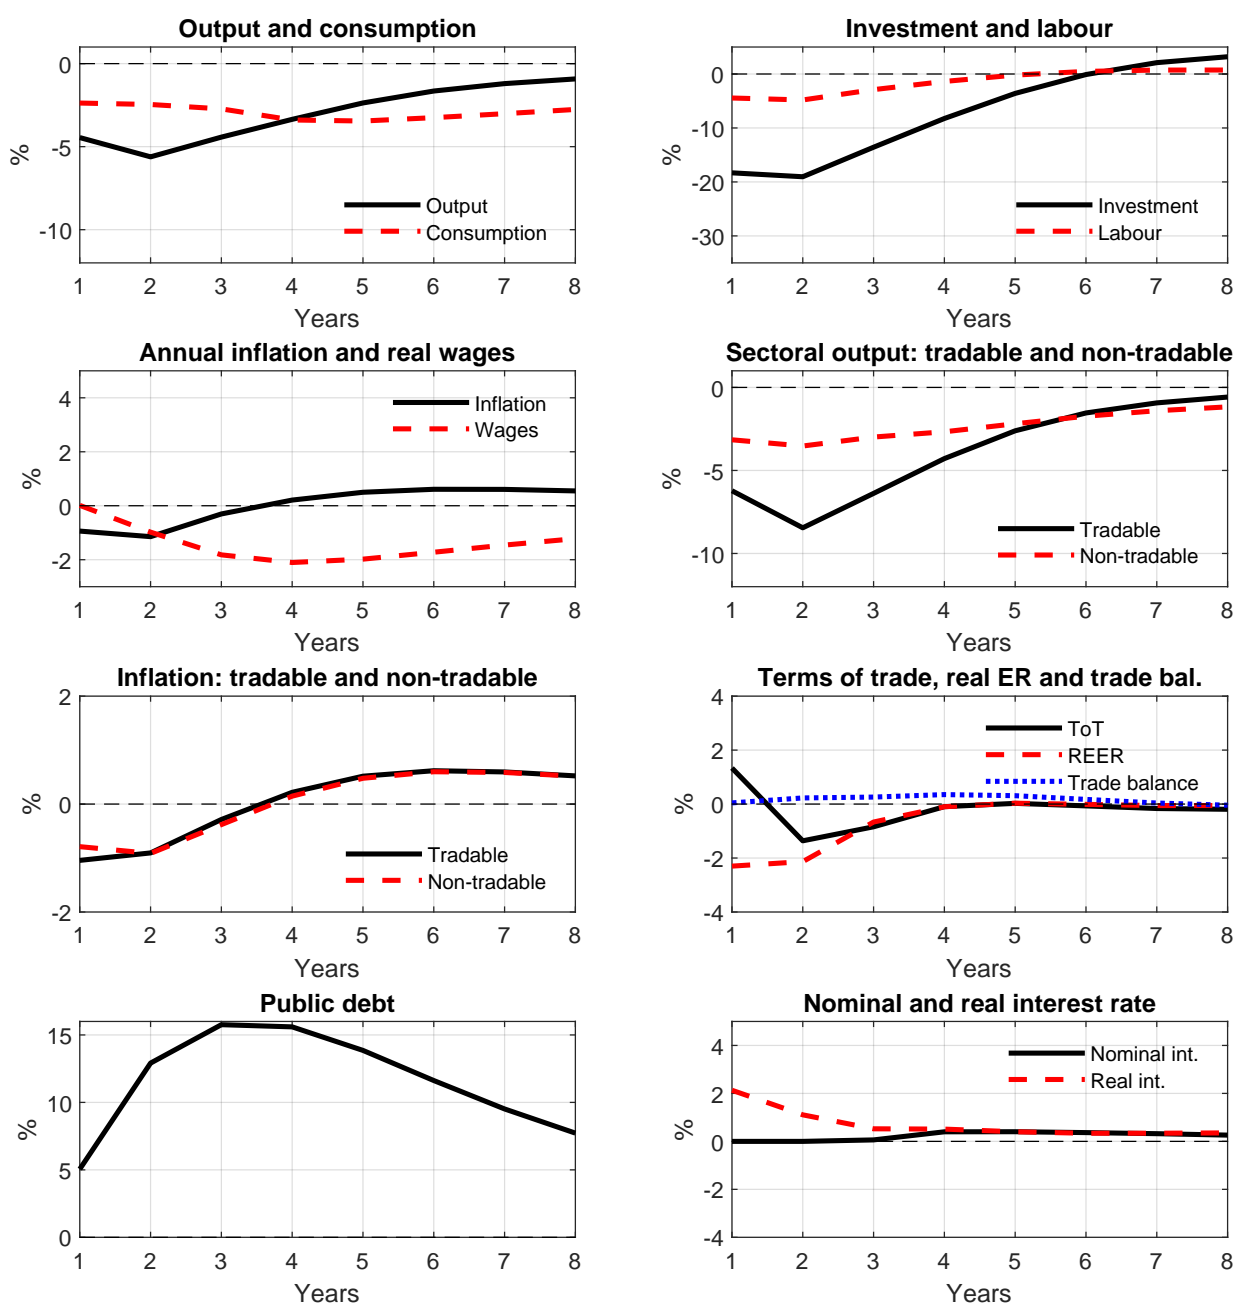 Output and consumption
0
-5
-10
%
Output
Consumption
1 2 3 4 5 6 7 8
Years
Investment and labour
0
-10
-20
-30
%
Investment
Labour
1 2 3 4 5 6 7 8
Years
Annual inflation and real wages
4
2
0
-2
%
Inflation
Wages
1 2 3 4 5 6 7 8
Years
Sectoral output: tradable and non-tradable
0
-5
-10
%
Tradable
Non-tradable
1 2 3 4 5 6 7 8
Years
Inflation: tradable and non-tradable
2
0
-2
%
Tradable
Non-tradable
1 2 3 4 5 6 7 8
Years
Terms of trade, real ER and trade bal.
4
2
0
-2
-4
%
ToT
REER
Trade balance
1 2 3 4 5 6 7 8
Years
Public debt
15
10
5
0
%
1 2 3 4 5 6 7 8
Years
Nominal and real interest rate
4
2
0
-2
-4
%
Nominal int.
Real int.
1 2 3 4 5 6 7 8
Years